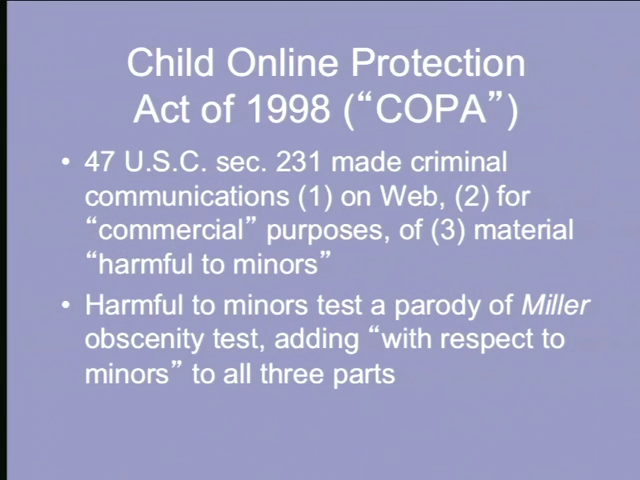 Child Online Protection
Act of 1998 (“COPA”)
• 47 U.S.C. sec. 231 made criminal
communications (1) on Web, (2) for
“commercial” purposes, of (3) material
“harmful to minors”
• Harmful to minors test a parody of Miller
obscenity test, adding “with respect to
minors” to all three parts